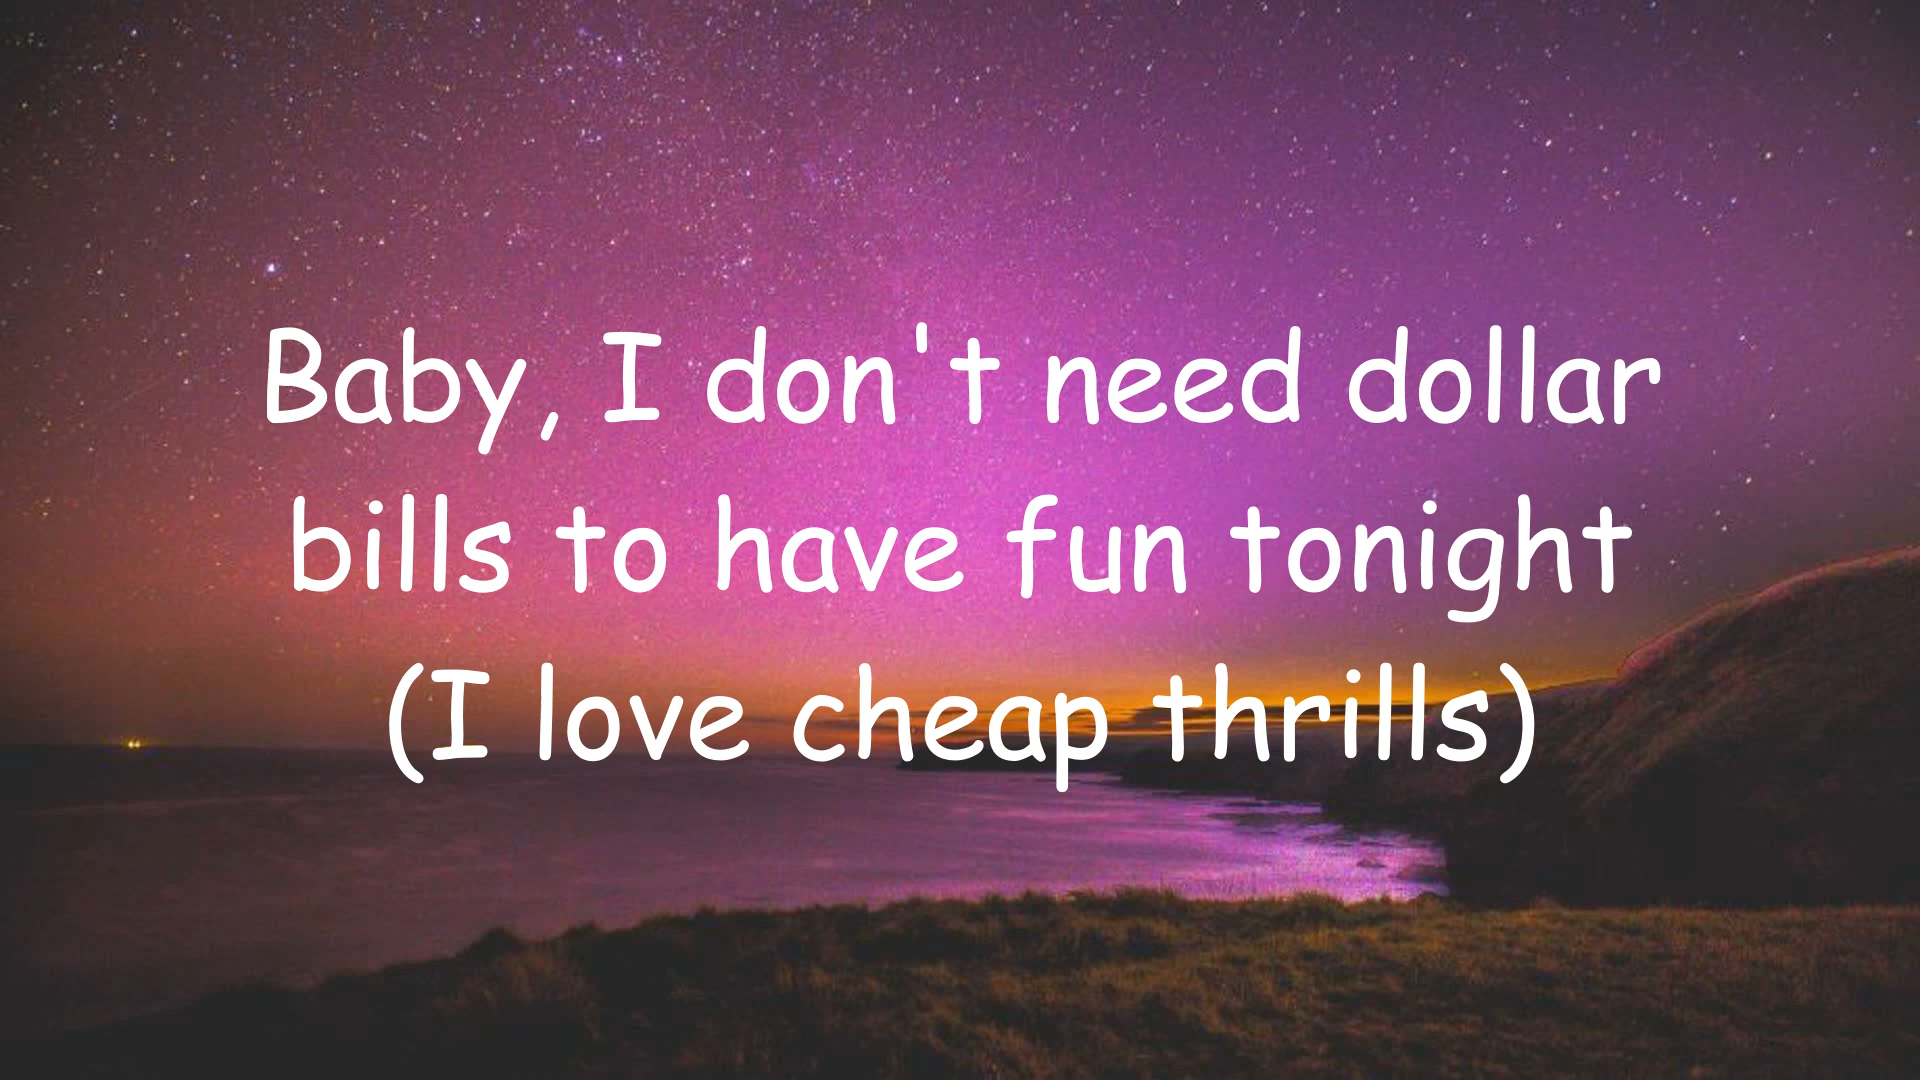 Baby, I don't need dollar
bills to have fun tonight
(I love cheap thrills)